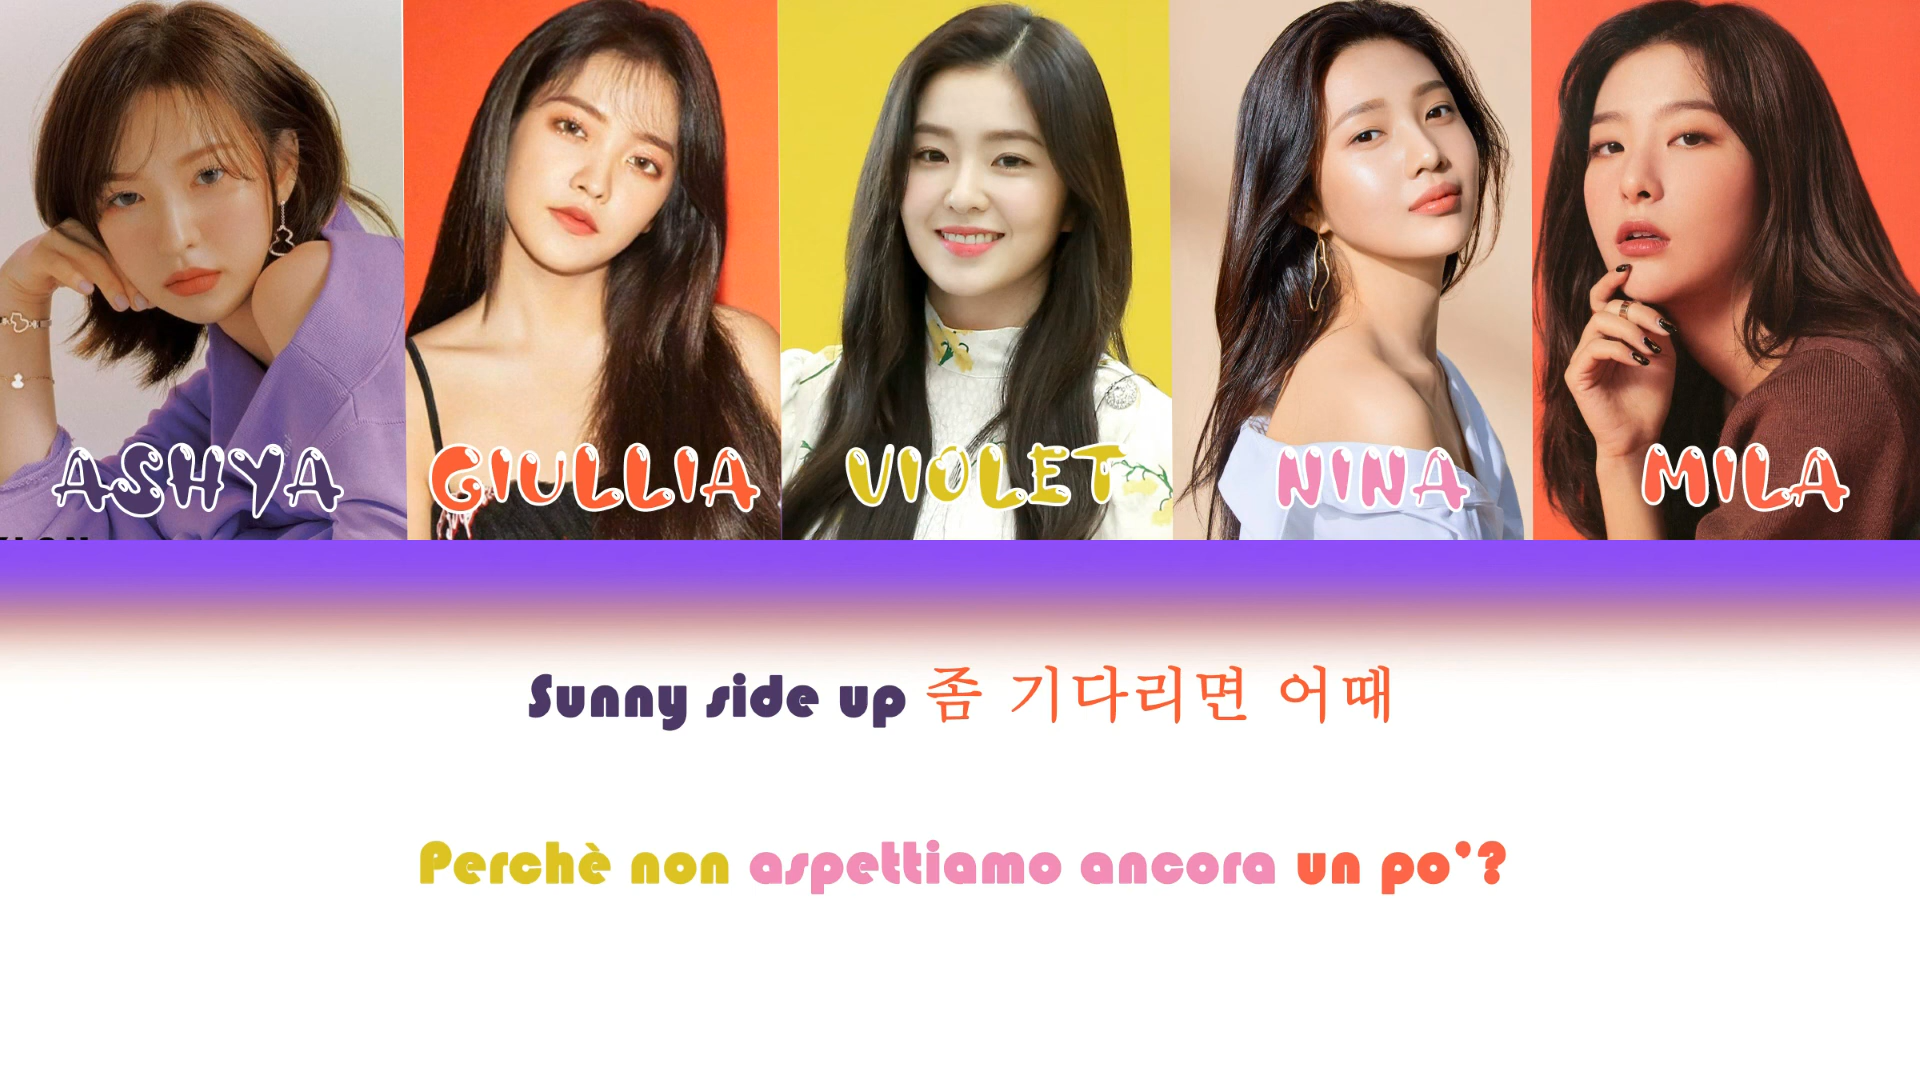 ASHYA GIULLIA VIOLET NINA MILA
Sunny side up 좀 기다리면 어때
Perchè non aspettiamo ancora un po'?